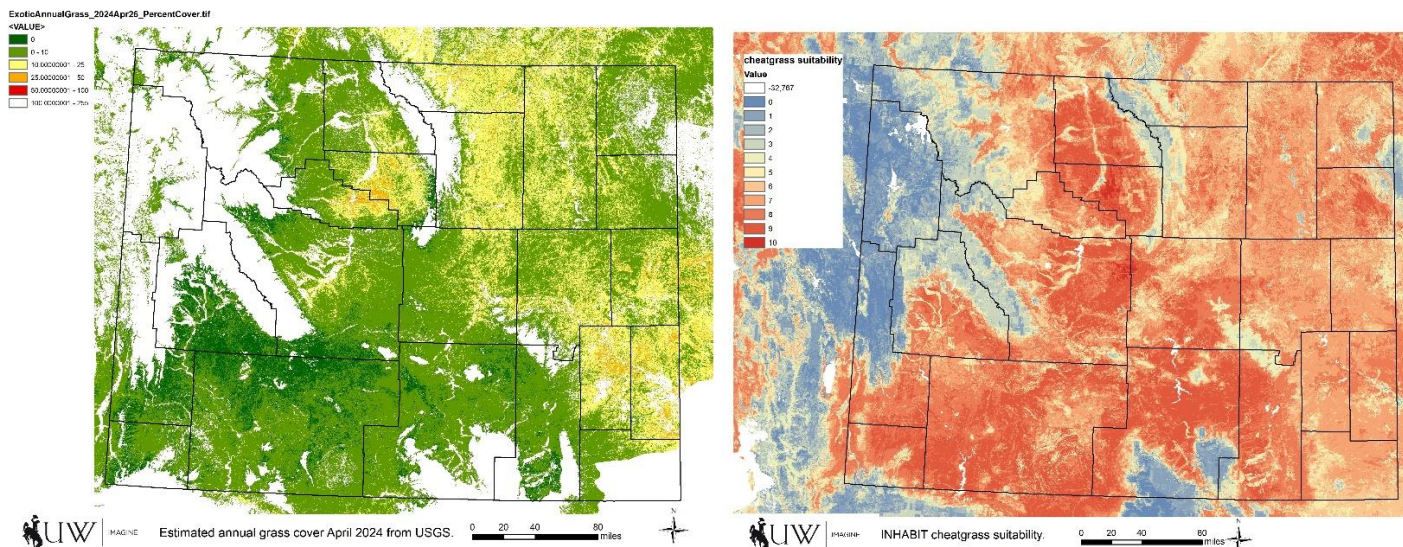 ExoticAnnualGrass_2024Apr26_PercentCover.tif
<VALUE>
0
0 - 10
10.00000001 - 25
25.00000001 - 50
50.00000001 - 100
100.0000001 - 255
UW
IMAGINE
Estimated annual grass cover April 2024 from USGS.
0 20 40 80
miles
N
cheatgrass suitability
Value
-32,767
0
1
2
3
4
5
6
7
8
9
10
UW
IMAGINE
INHABIT cheatgrass suitability.
0 20 40 80
miles
N